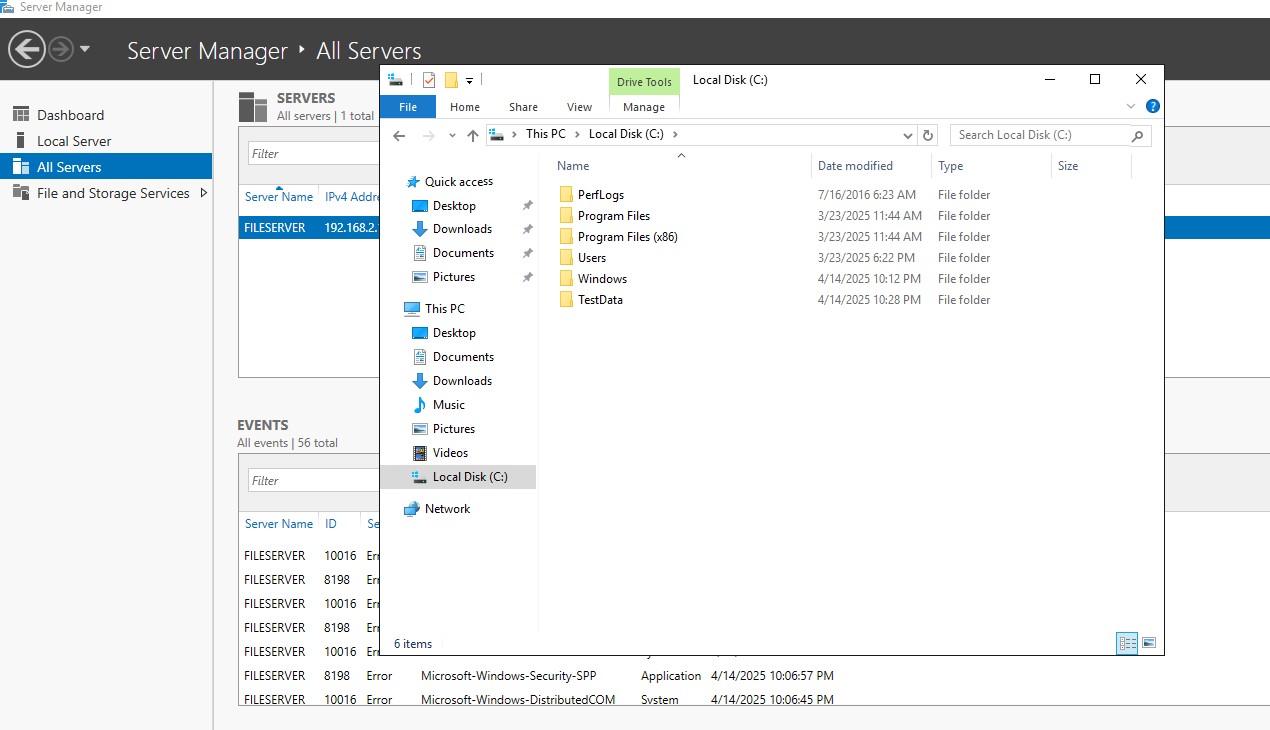 Server Manager
Server Manager ‣ All Servers
Dashboard
Local Server
All Servers
File and Storage Services
SERVERS
All servers | 1 total
Filter
Server Name IPv4 Addre
FILESERVER 192.168.2.
EVENTS
All events | 56 total
Filter
Server Name ID Se
FILESERVER 10016 Err
FILESERVER 8198 Err
FILESERVER 10016 Err
FILESERVER 8198 Err
FILESERVER 10016 Err
FILESERVER 8198 Error Microsoft-Windows-Security-SPP Application 4/14/2025 10:06:57 PM
FILESERVER 10016 Error Microsoft-Windows-DistributedCOM System 4/14/2025 10:06:45 PM
Drive Tools Local Disk (C:)
File Home Share View Manage
This PC > Local Disk (C:) >
Search Local Disk (C:)
Quick access
Desktop
Downloads
Documents
Pictures
This PC
Desktop
Documents
Downloads
Music
Pictures
Videos
Local Disk (C:)
Network
Name Date modified Type Size
PerfLogs 7/16/2016 6:23 AM File folder
Program Files 3/23/2025 11:44 AM File folder
Program Files (x86) 3/23/2025 11:44 AM File folder
Users 3/23/2025 6:22 PM File folder
Windows 4/14/2025 10:12 PM File folder
TestData 4/14/2025 10:28 PM File folder
6 items